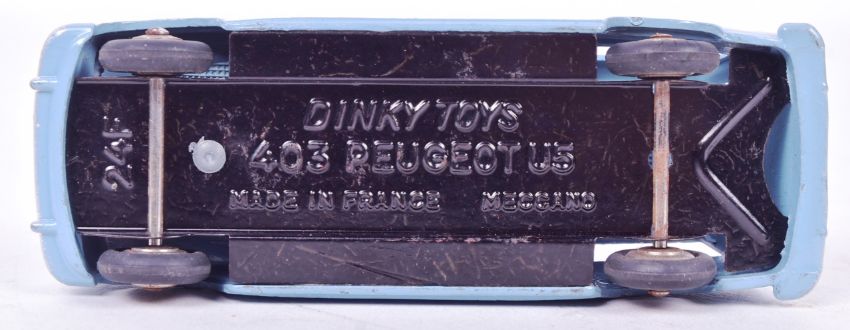 DINKY TOYS
24F
403 PEUGEOT U5
MADE IN FRANCE MECCANO